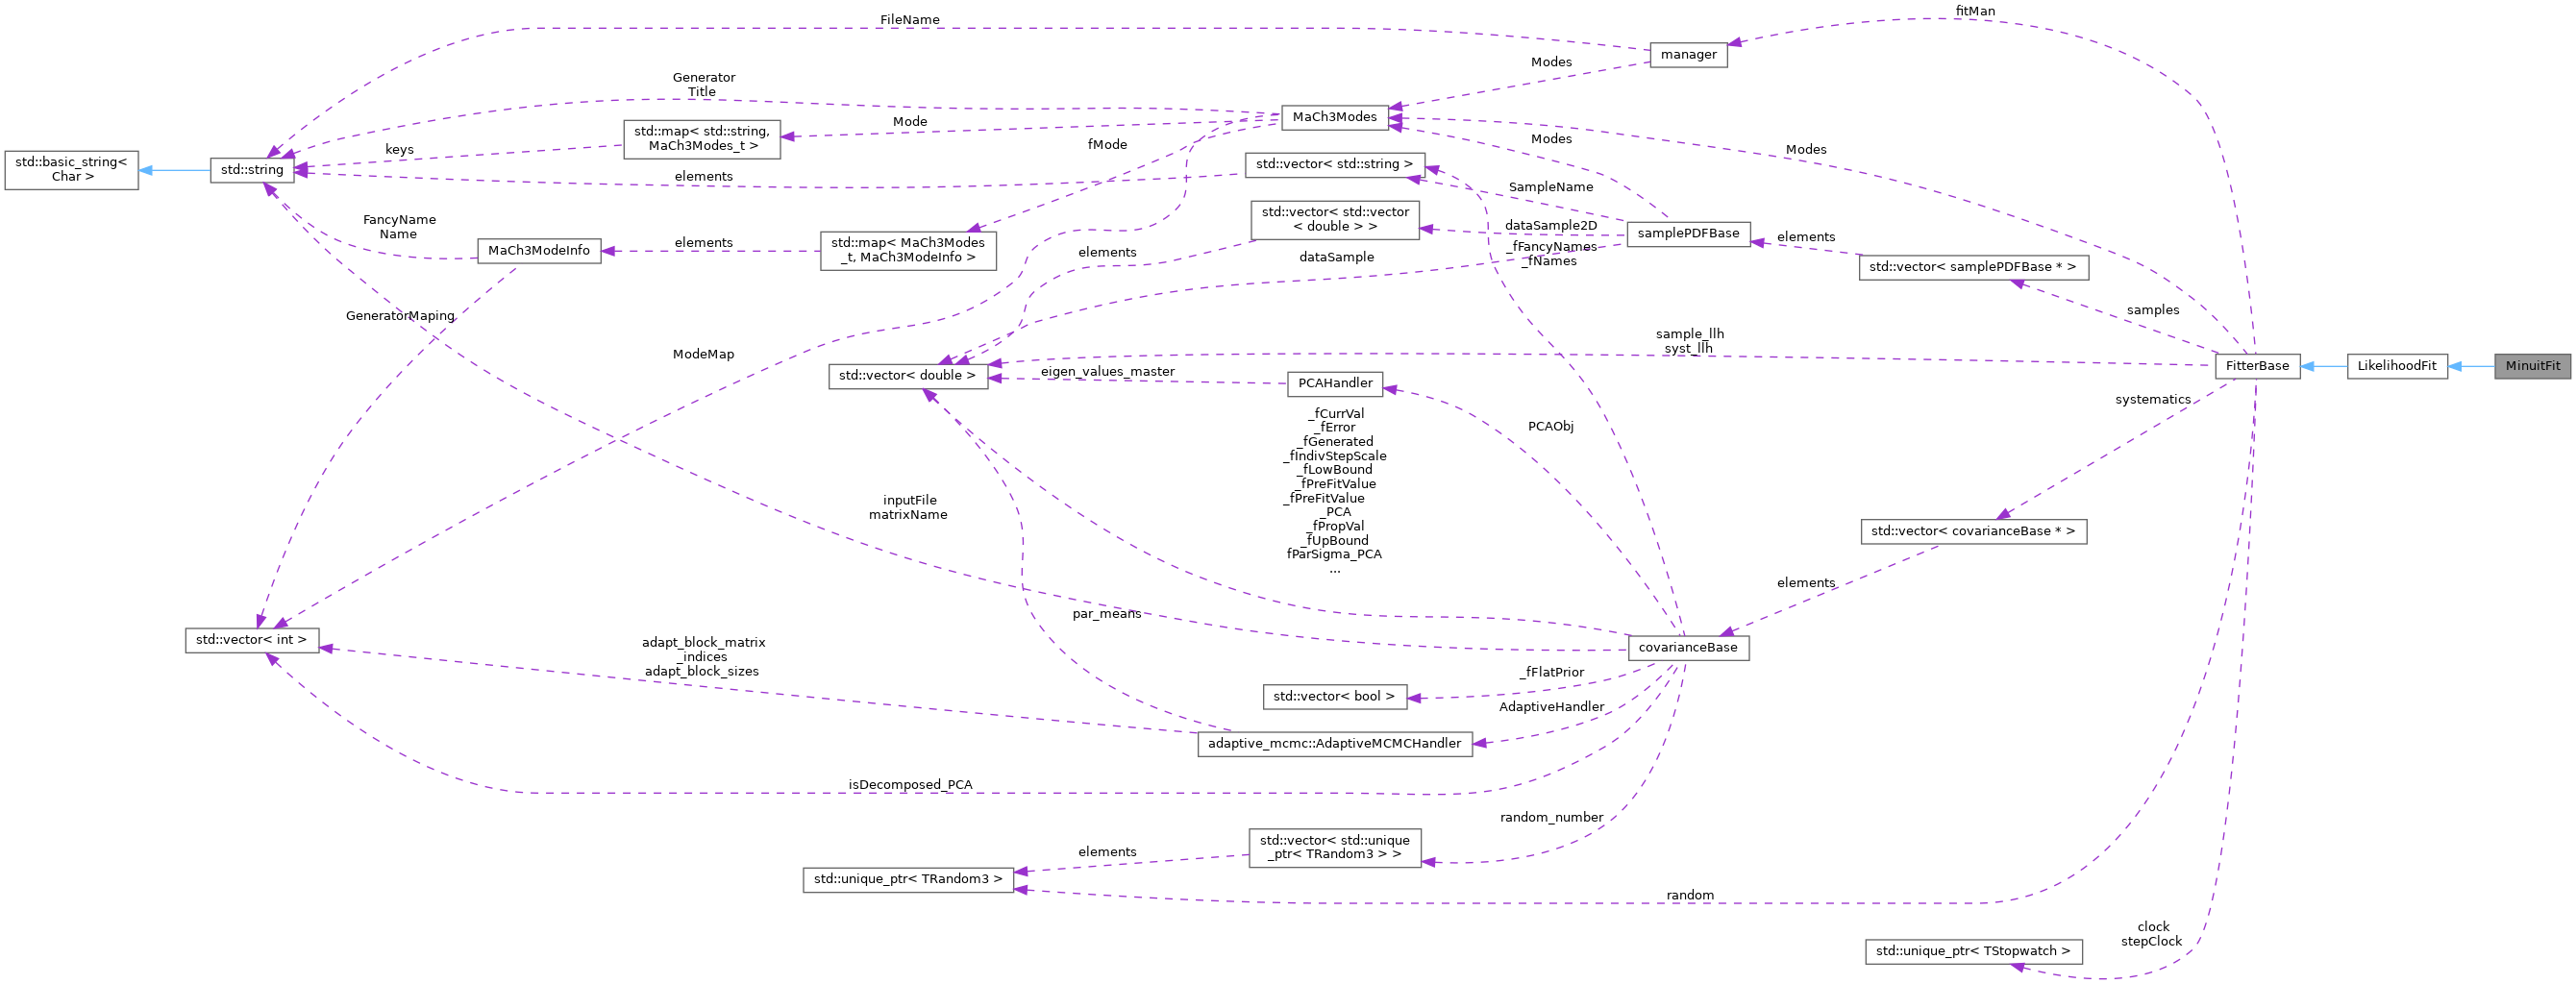 FileName
fitMan
manager
Modes
Generator
Title
MaCh3Modes
Mode
std::map< std::string,
MaCh3Modes_t >
keys
fMode
Modes
Modes
std::basic_string<
Char >
std::string
std::vector< std::string >
elements
SampleName
FancyName
Name
std::vector< std::vector
< double > >
dataSample2D
samplePDFBase
elements
MaCh3ModeInfo
elements
std::map< MaCh3Modes
_t, MaCh3ModeInfo >
elements
dataSample
_fFancyNames
_fNames
std::vector< samplePDFBase * >
samples
GeneratorMaping
ModeMap
sample_llh
syst_llh
std::vector< double >
eigen_values_master
PCAHandler
FitterBase
LikelihoodFit
MinuitFit
systematics
PCAObj
_fCurrVal
_fError
_fGenerated
_fIndivStepScale
_fLowBound
_fPreFitValue
_fPreFitValue
_PCA
_fPropVal
_fUpBound
fParSigma_PCA
...
inputFile
matrixName
std::vector< covarianceBase * >
elements
par_means
std::vector< int >
adapt_block_matrix
_indices
adapt_block_sizes
covarianceBase
_fFlatPrior
std::vector< bool >
AdaptiveHandler
adaptive_mcmc::AdaptiveMCMCHandler
isDecomposed_PCA
random_number
std::vector< std::unique
_ptr< TRandom3 > >
elements
std::unique_ptr< TRandom3 >
random
clock
stepClock
std::unique_ptr< TStopwatch >